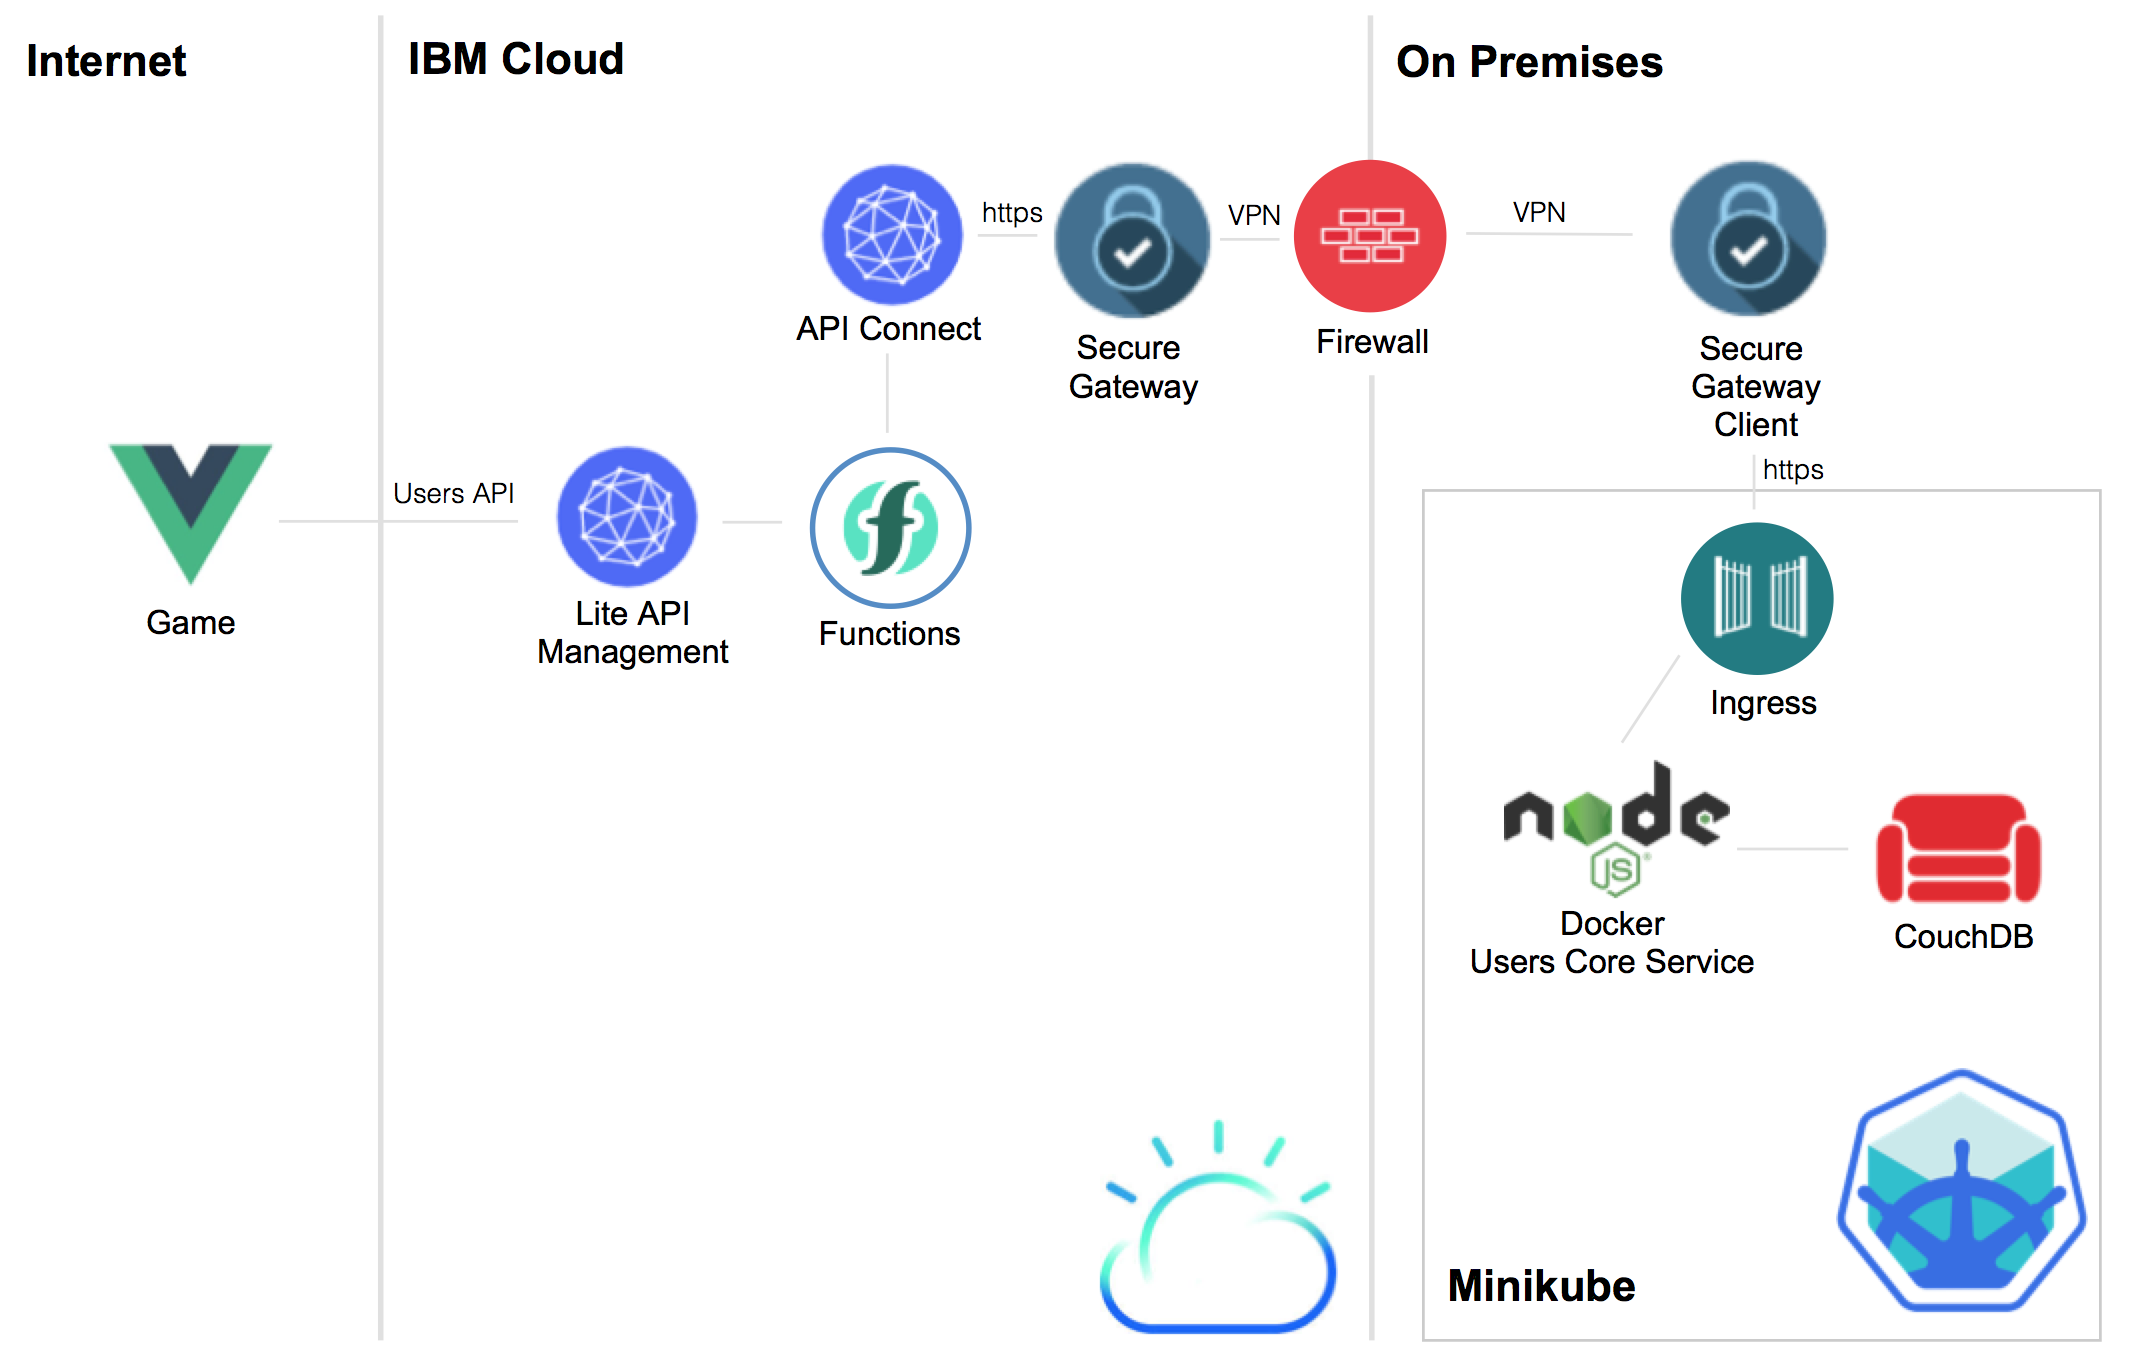 Internet
IBM Cloud
On Premises
https
VPN
VPN
API Connect
Secure
Gateway
Firewall
Secure
Gateway
Client
https
Users API
Game
Lite API
Management
Functions
Ingress
node
JS
Docker
Users Core Service
CouchDB
Minikube